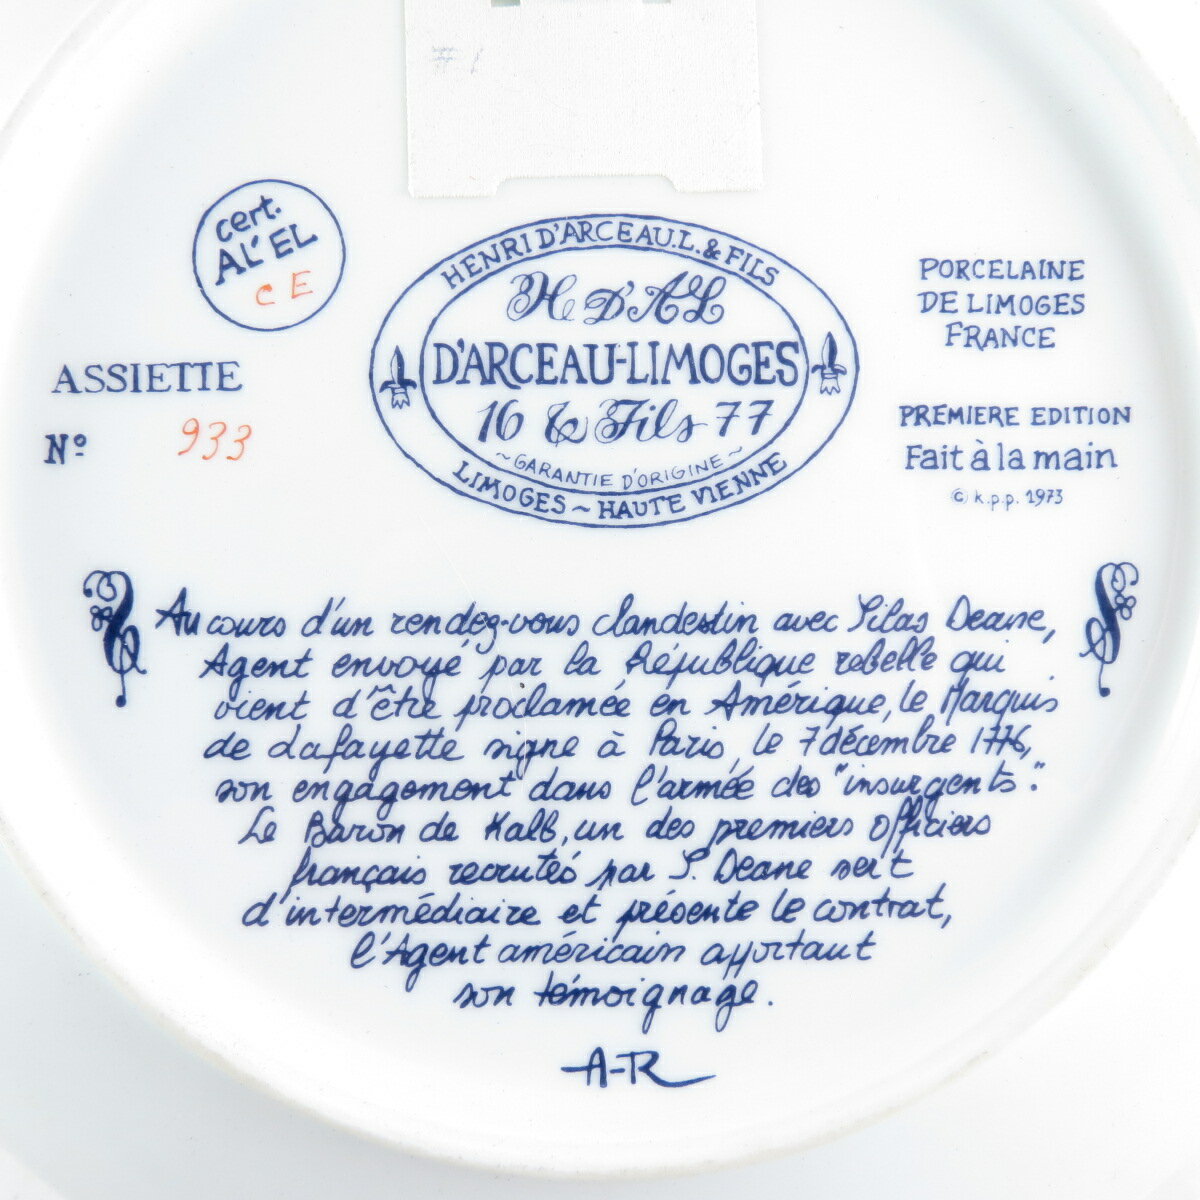 # 1
cert.
AL' EL
C E
ASSIETTE
Nº 933
HENRI D'ARCEAU.L. & FILS
H D'A&L
D'ARCEAU-LIMOGES
16 & Fils 77
~GARANTIE D'ORIGINE~
LIMOGES ~ HAUTE VIENNE
PORCELAINE
DE LIMOGES
FRANCE
PREMIERE EDITION
Fait à la main
© k.p.p. 1973
Au cours d'un rendez-vous clandestin avec Silas Deane,
Agent envoyé par la République rebelle qui
vient d'être proclamée en Amérique, le Marquis
de Lafayette signe à Paris, le 7 décembre 1776,
son engagement dans l'armée des "insurgents".
Le Baron de Kalb, un des premiers officiers
français recrutés par S. Deane sert
d'intermédiaire et présente le contrat,
l'Agent américain apportant
son témoignage.
A-R